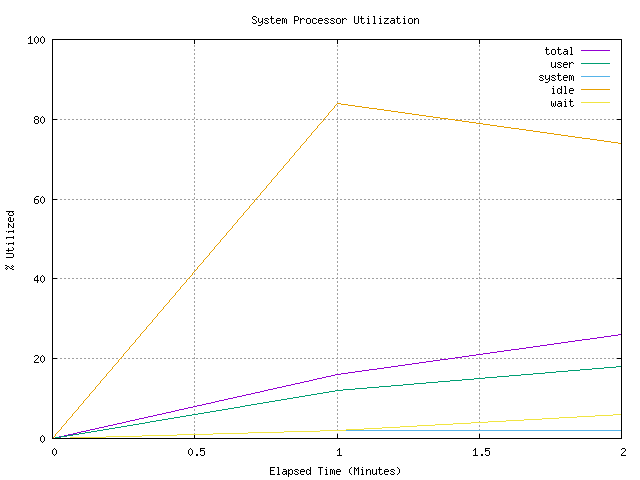 System Processor Utilization
100
80
60
40
20
0
% Utilized
total
user
system
idle
wait
0 0.5 1 1.5 2
Elapsed Time (Minutes)